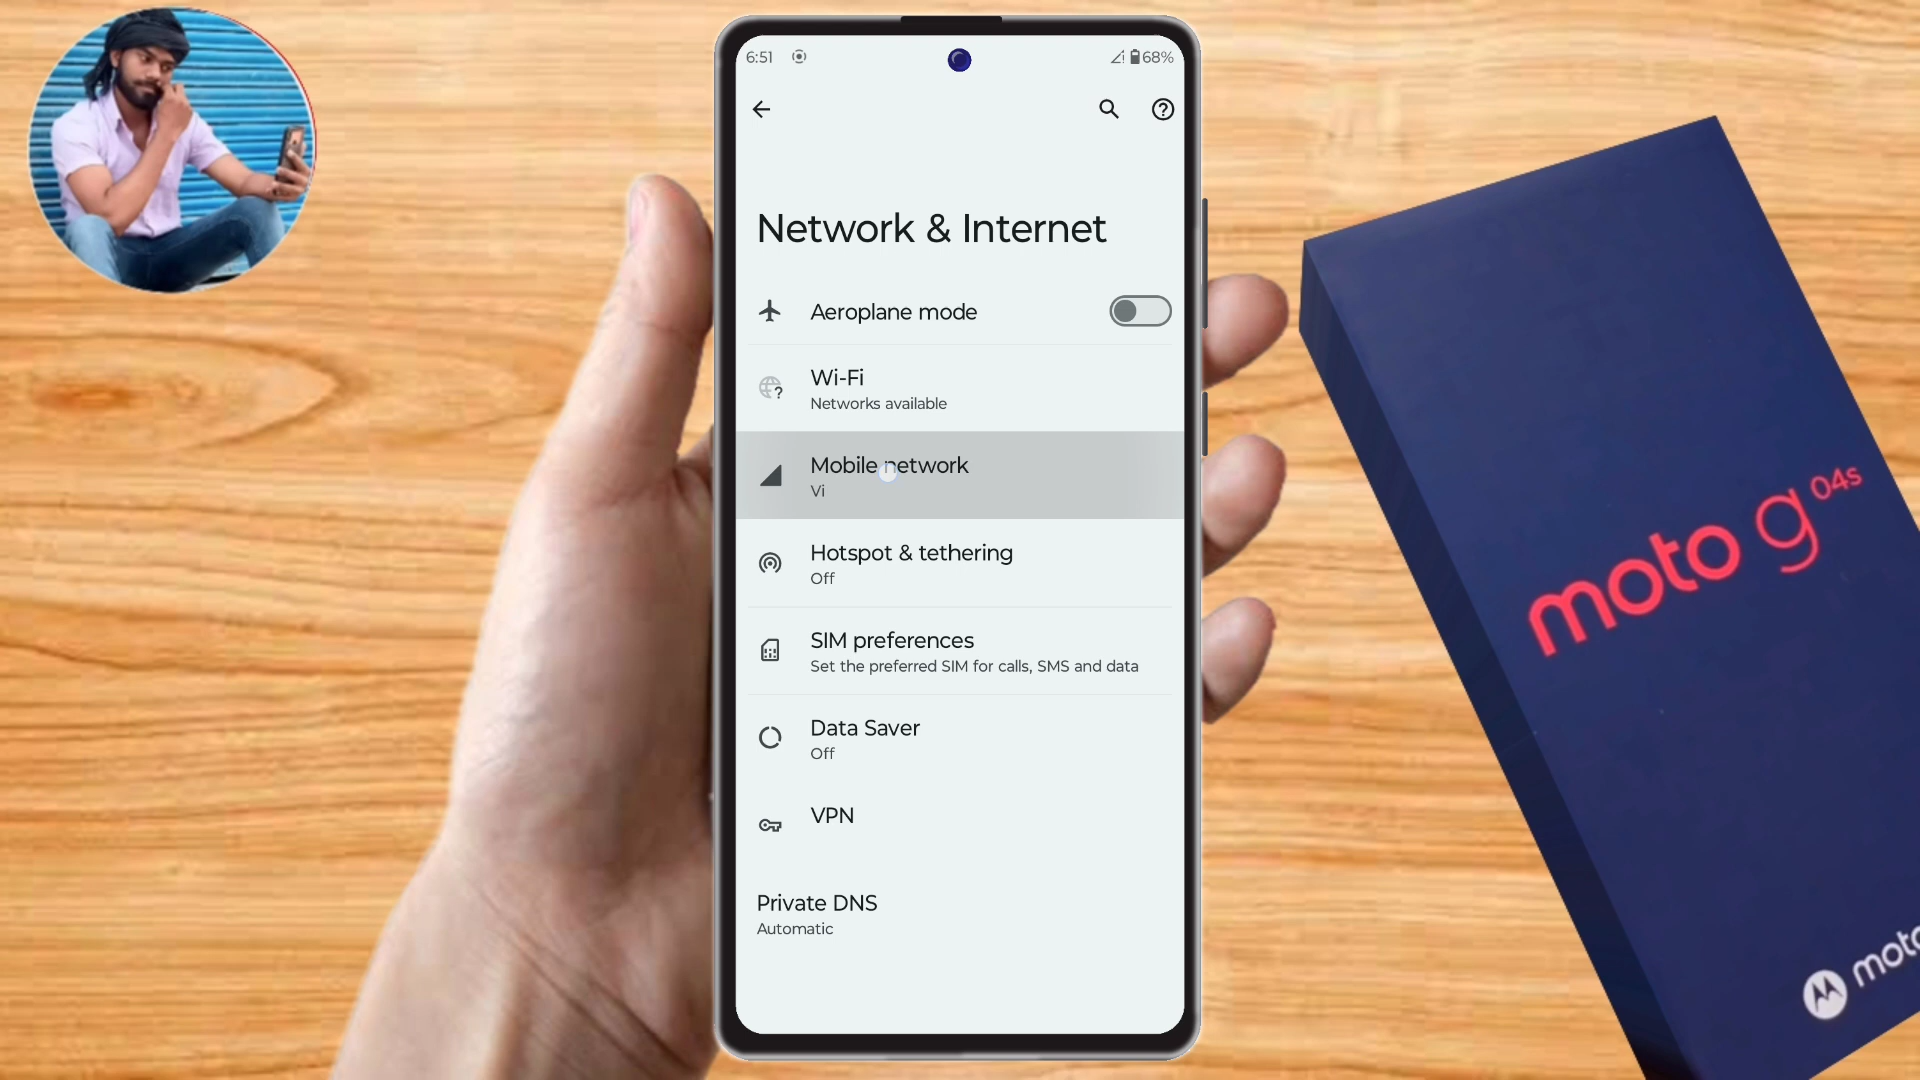 6:51
68%
Network & Internet
Aeroplane mode
Wi-Fi
Networks available
Mobile network
Vi
Hotspot & tethering
Off
SIM preferences
Set the preferred SIM for calls, SMS and data
Data Saver
Off
VPN
Private DNS
Automatic
moto g04s
moto